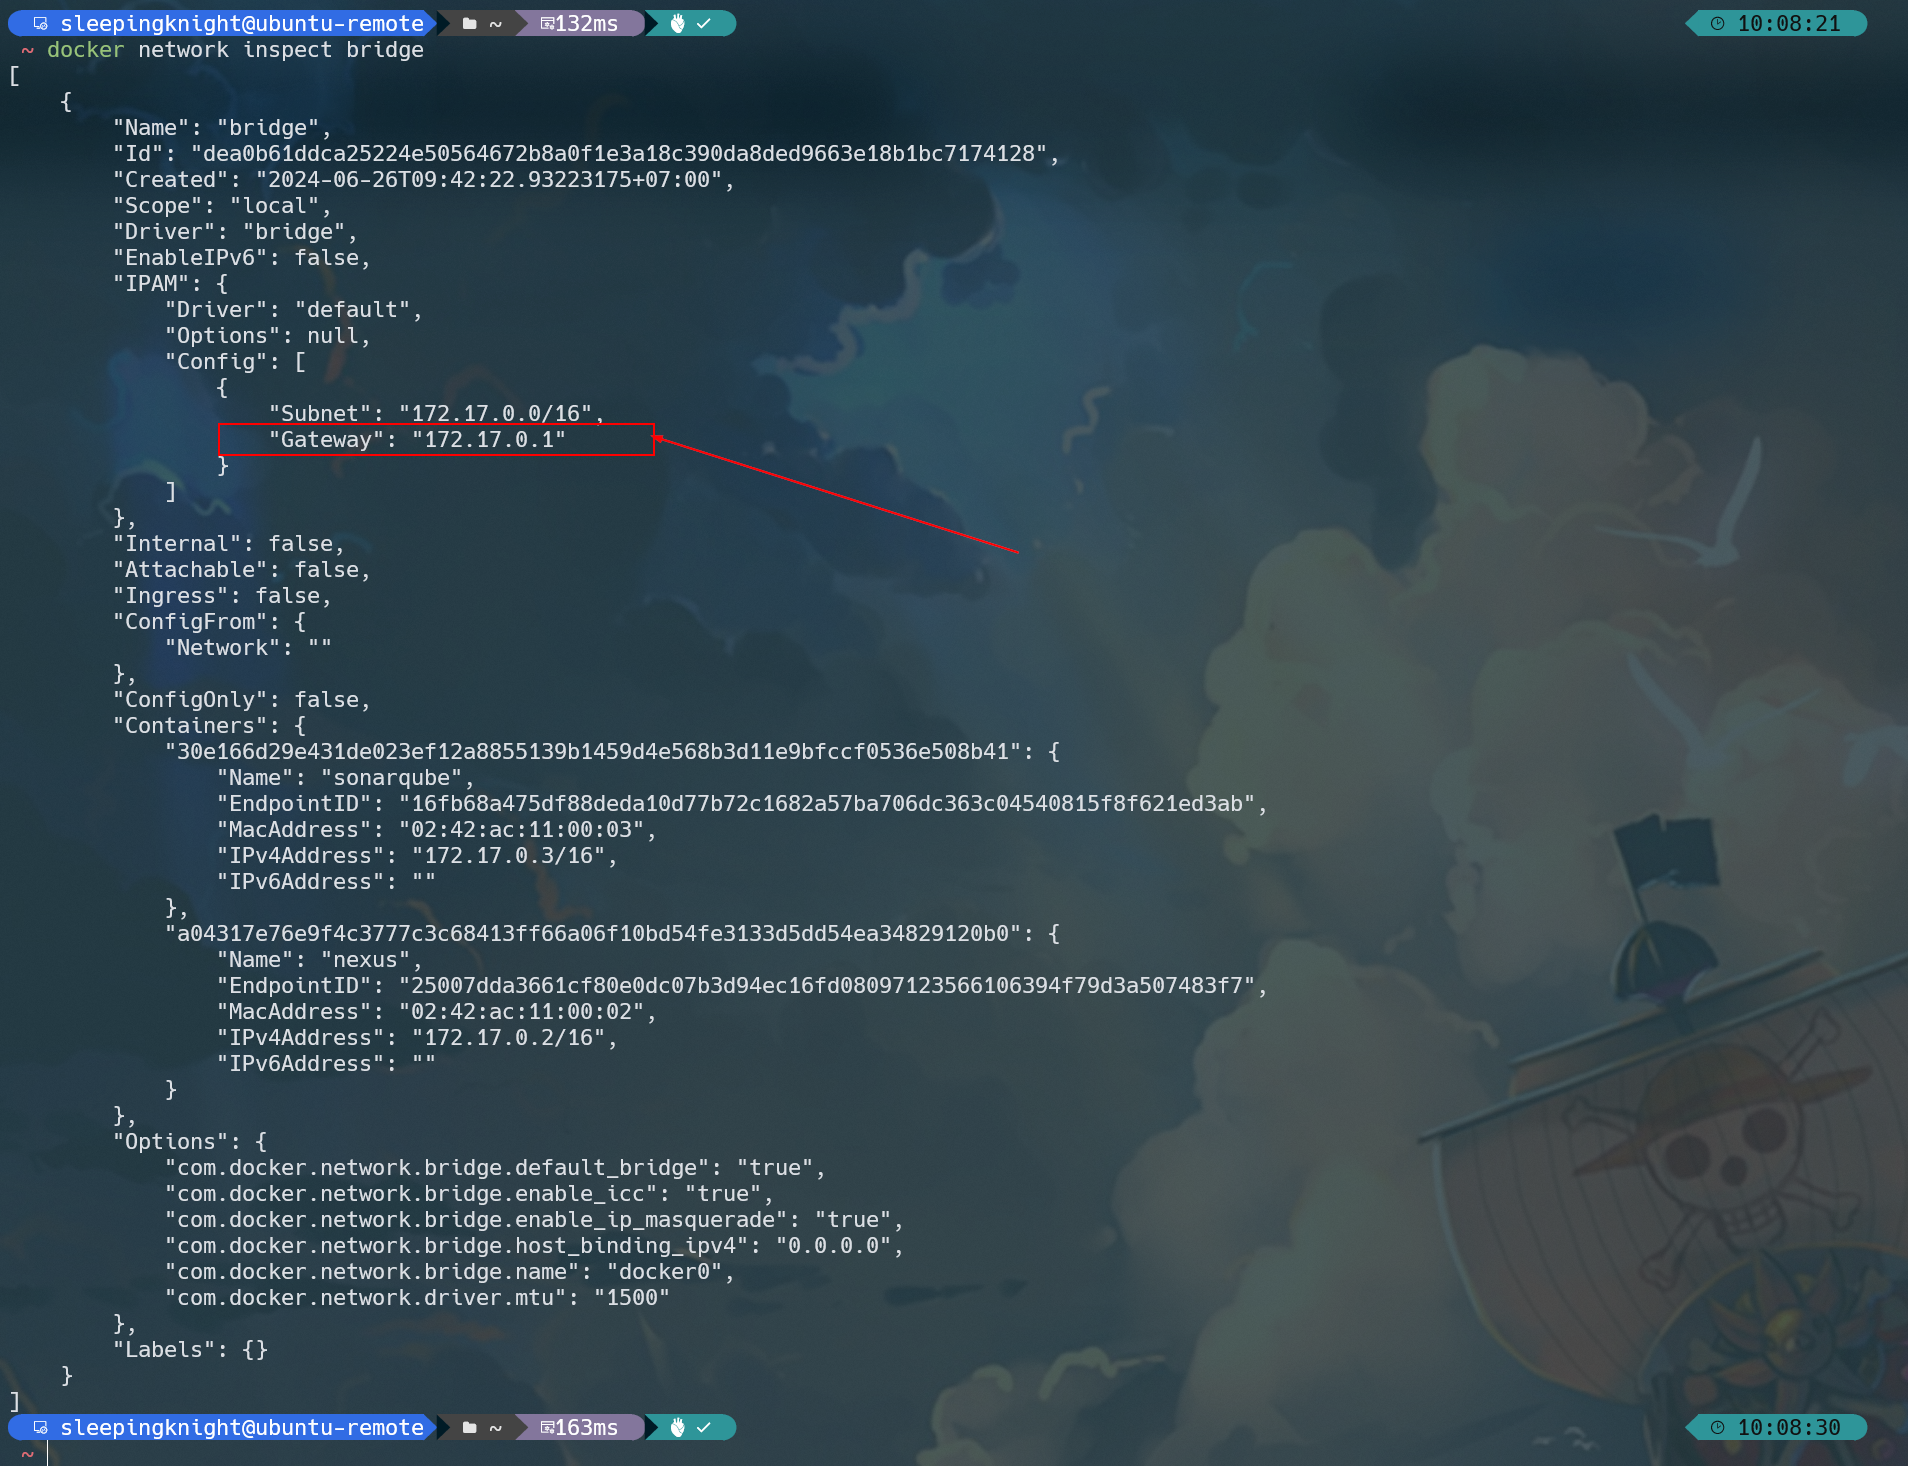 sleepingknight@ubuntu-remote ~ 132ms 10:08:21
~ docker network inspect bridge
[
    {
        "Name": "bridge",
        "Id": "dea0b61ddca25224e50564672b8a0f1e3a18c390da8ded9663e18b1bc7174128",
        "Created": "2024-06-26T09:42:22.93223175+07:00",
        "Scope": "local",
        "Driver": "bridge",
        "EnableIPv6": false,
        "IPAM": {
            "Driver": "default",
            "Options": null,
            "Config": [
                {
                    "Subnet": "172.17.0.0/16",
                    "Gateway": "172.17.0.1"
                }
            ]
        },
        "Internal": false,
        "Attachable": false,
        "Ingress": false,
        "ConfigFrom": {
            "Network": ""
        },
        "ConfigOnly": false,
        "Containers": {
            "30e166d29e431de023ef12a8855139b1459d4e568b3d11e9bfccf0536e508b41": {
                "Name": "sonarqube",
                "EndpointID": "16fb68a475df88deda10d77b72c1682a57ba706dc363c04540815f8f621ed3ab",
                "MacAddress": "02:42:ac:11:00:03",
                "IPv4Address": "172.17.0.3/16",
                "IPv6Address": ""
            },
            "a04317e76e9f4c3777c3c68413ff66a06f10bd54fe3133d5dd54ea34829120b0": {
                "Name": "nexus",
                "EndpointID": "25007dda3661cf80e0dc07b3d94ec16fd08097123566106394f79d3a507483f7",
                "MacAddress": "02:42:ac:11:00:02",
                "IPv4Address": "172.17.0.2/16",
                "IPv6Address": ""
            }
        },
        "Options": {
            "com.docker.network.bridge.default_bridge": "true",
            "com.docker.network.bridge.enable_icc": "true",
            "com.docker.network.bridge.enable_ip_masquerade": "true",
            "com.docker.network.bridge.host_binding_ipv4": "0.0.0.0",
            "com.docker.network.bridge.name": "docker0",
            "com.docker.network.driver.mtu": "1500"
        },
        "Labels": {}
    }
]
sleepingknight@ubuntu-remote ~ 163ms 10:08:30
~